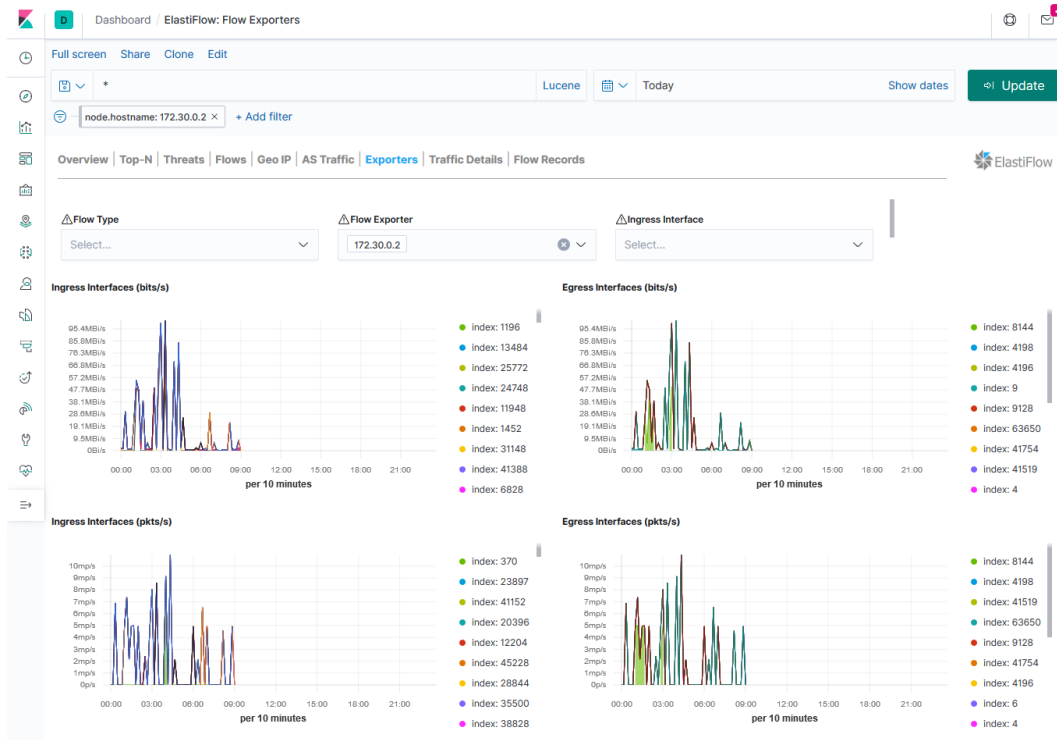 D Dashboard / ElastiFlow: Flow Exporters
Full screen Share Clone Edit
* Lucene Today Show dates Update
node.hostname: 172.30.0.2 × + Add filter
Overview | Top-N | Threats | Flows | Geo IP | AS Traffic | Exporters | Traffic Details | Flow Records
ElastiFlow
Flow Type Flow Exporter Ingress Interface
Select... 172.30.0.2 Select...
Ingress Interfaces (bits/s)
95.4MBi/s
85.8MBi/s
76.3MBi/s
66.8MBi/s
57.2MBi/s
47.7MBi/s
38.1MBi/s
28.6MBi/s
19.1MBi/s
9.5MBi/s
0Bi/s
00:00 03:00 06:00 09:00 12:00 15:00 18:00 21:00
per 10 minutes
index: 1196
index: 13484
index: 25772
index: 24748
index: 11948
index: 1452
index: 31148
index: 41388
index: 6828
Egress Interfaces (bits/s)
95.4MBi/s
85.8MBi/s
76.3MBi/s
66.8MBi/s
57.2MBi/s
47.7MBi/s
38.1MBi/s
28.6MBi/s
19.1MBi/s
9.5MBi/s
0Bi/s
00:00 03:00 06:00 09:00 12:00 15:00 18:00 21:00
per 10 minutes
index: 8144
index: 4198
index: 4196
index: 9
index: 9128
index: 63650
index: 41754
index: 41519
index: 4
Ingress Interfaces (pkts/s)
10mp/s
9mp/s
8mp/s
7mp/s
6mp/s
5mp/s
4mp/s
3mp/s
2mp/s
1mp/s
0p/s
00:00 03:00 06:00 09:00 12:00 15:00 18:00 21:00
per 10 minutes
index: 370
index: 23897
index: 41152
index: 20396
index: 12204
index: 45228
index: 28844
index: 35500
index: 38828
Egress Interfaces (pkts/s)
10mp/s
9mp/s
8mp/s
7mp/s
6mp/s
5mp/s
4mp/s
3mp/s
2mp/s
1mp/s
0p/s
00:00 03:00 06:00 09:00 12:00 15:00 18:00 21:00
per 10 minutes
index: 8144
index: 4198
index: 41519
index: 63650
index: 9128
index: 41754
index: 4196
index: 6
index: 4